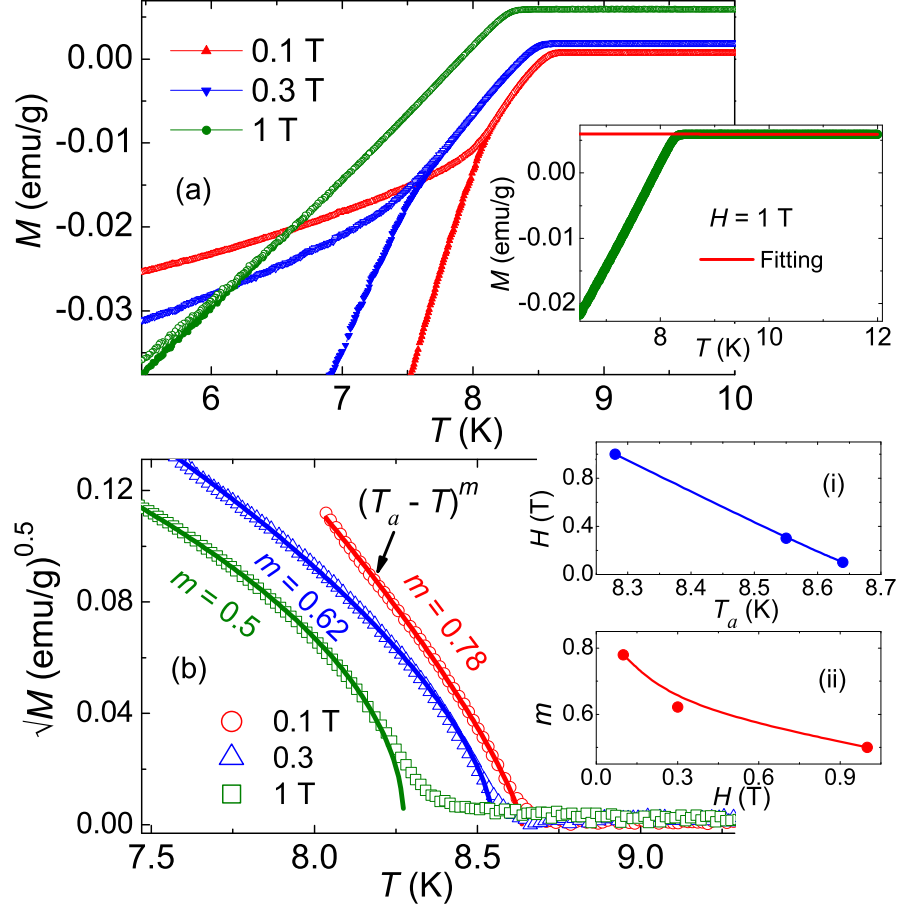 0.00
-0.01
-0.02
-0.03
M (emu/g)
0.1 T
0.3 T
1 T
(a)
6 7 8 9 10
T (K)
0.00
-0.01
-0.02
M (emu/g)
H = 1 T
Fitting
8 10 12
T (K)
0.12
0.08
0.04
0.00
√M (emu/g)^0.5
(T_a - T)^m
m = 0.5
m = 0.62
m = 0.78
(b)
0.1 T
0.3
1 T
7.5 8.0 8.5 9.0
T (K)
0.8
0.4
0.0
H (T)
(i)
8.3 8.4 8.5 8.6 8.7
T_a (K)
0.8
0.6
m
(ii)
0.0 0.3 0.6 0.9
H (T)